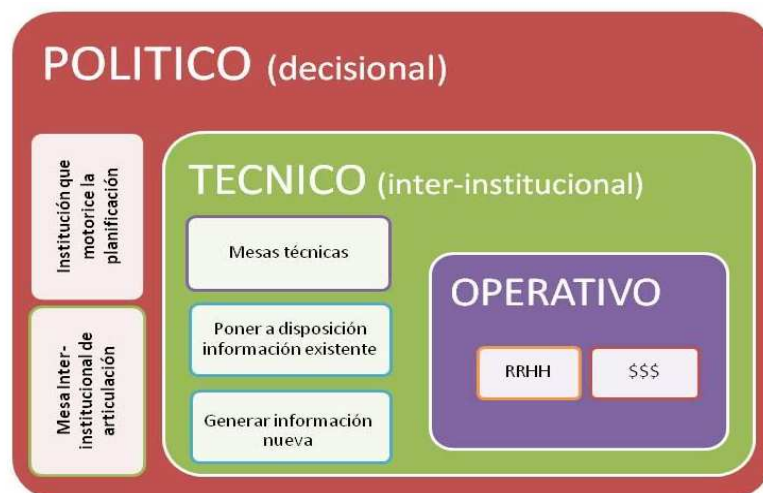 POLITICO (decisional)
Institución que
motorice la
planificación
Mesa Inter-
institucional de
articulación
TECNICO (inter-institucional)
Mesas técnicas
Poner a disposición
información existente
Generar información
nueva
OPERATIVO
RRHH
$$$